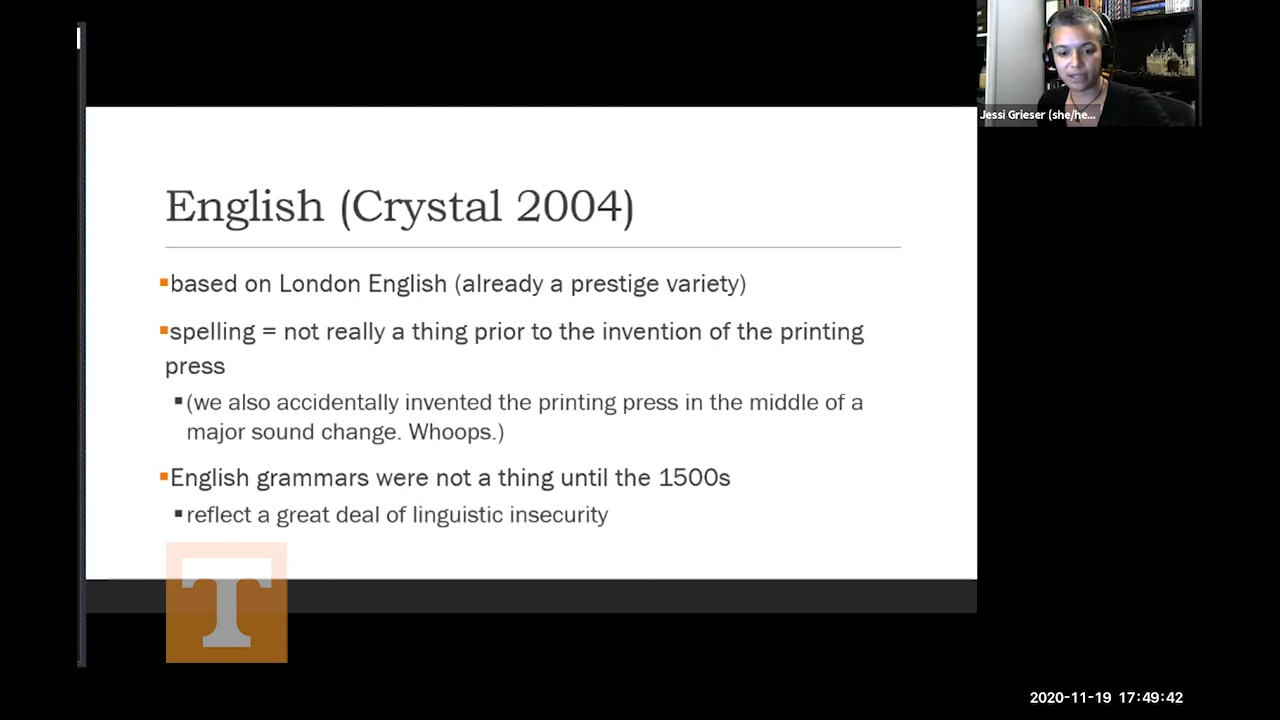 Jessi Grieser (she/he...
English (Crystal 2004)
▪based on London English (already a prestige variety)
▪spelling = not really a thing prior to the invention of the printing
press
▪(we also accidentally invented the printing press in the middle of a
major sound change. Whoops.)
▪English grammars were not a thing until the 1500s
▪reflect a great deal of linguistic insecurity
T
2020-11-19 17:49:42